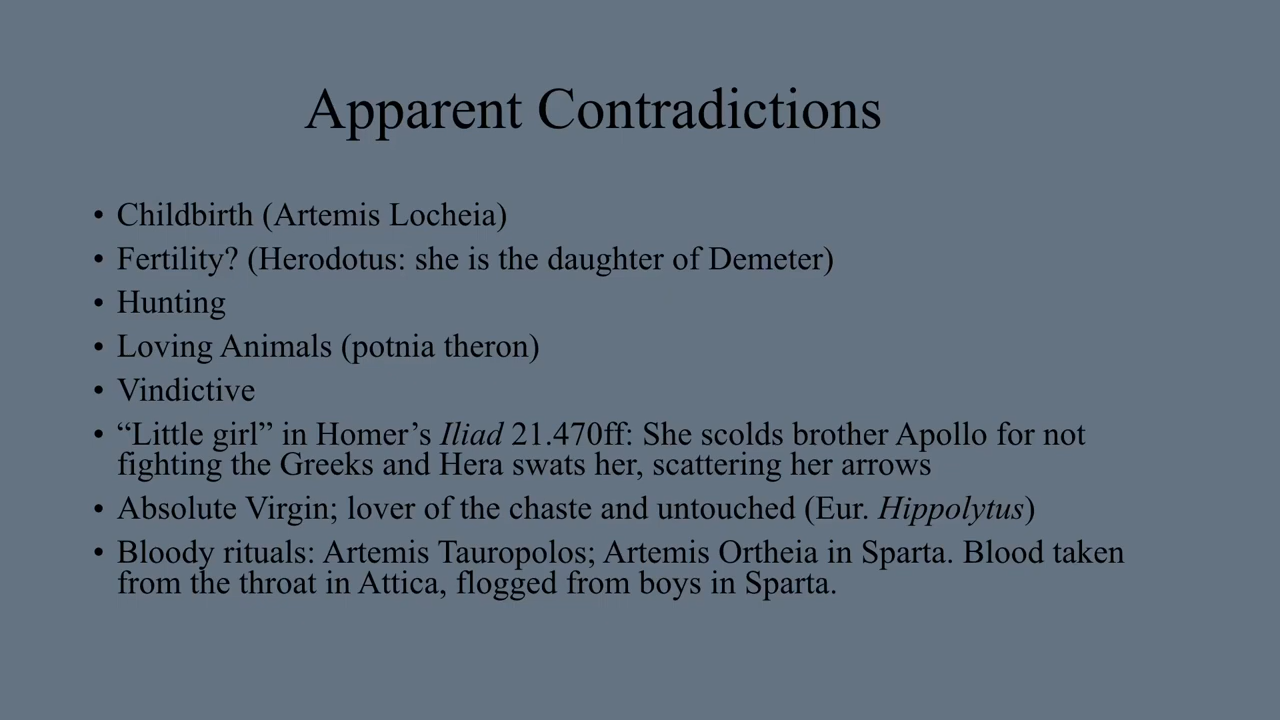 Apparent Contradictions
• Childbirth (Artemis Locheia)
• Fertility? (Herodotus: she is the daughter of Demeter)
• Hunting
• Loving Animals (potnia theron)
• Vindictive
• “Little girl” in Homer’s Iliad 21.470ff: She scolds brother Apollo for not
fighting the Greeks and Hera swats her, scattering her arrows
• Absolute Virgin; lover of the chaste and untouched (Eur. Hippolytus)
• Bloody rituals: Artemis Tauropolos; Artemis Ortheia in Sparta. Blood taken
from the throat in Attica, flogged from boys in Sparta.